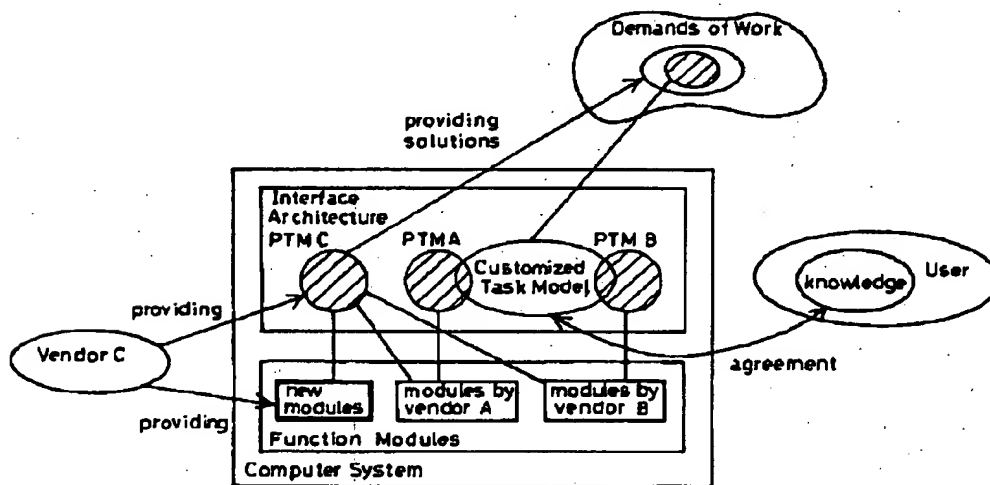 Demands of Work
providing
solutions
Interface
Architecture
PTM C
PTM A
PTM B
Customized
Task Model
User
knowledge
providing
Vendor C
agreement
new
modules
modules by
vendor A
modules by
vendor B
providing
Function Modules
Computer System